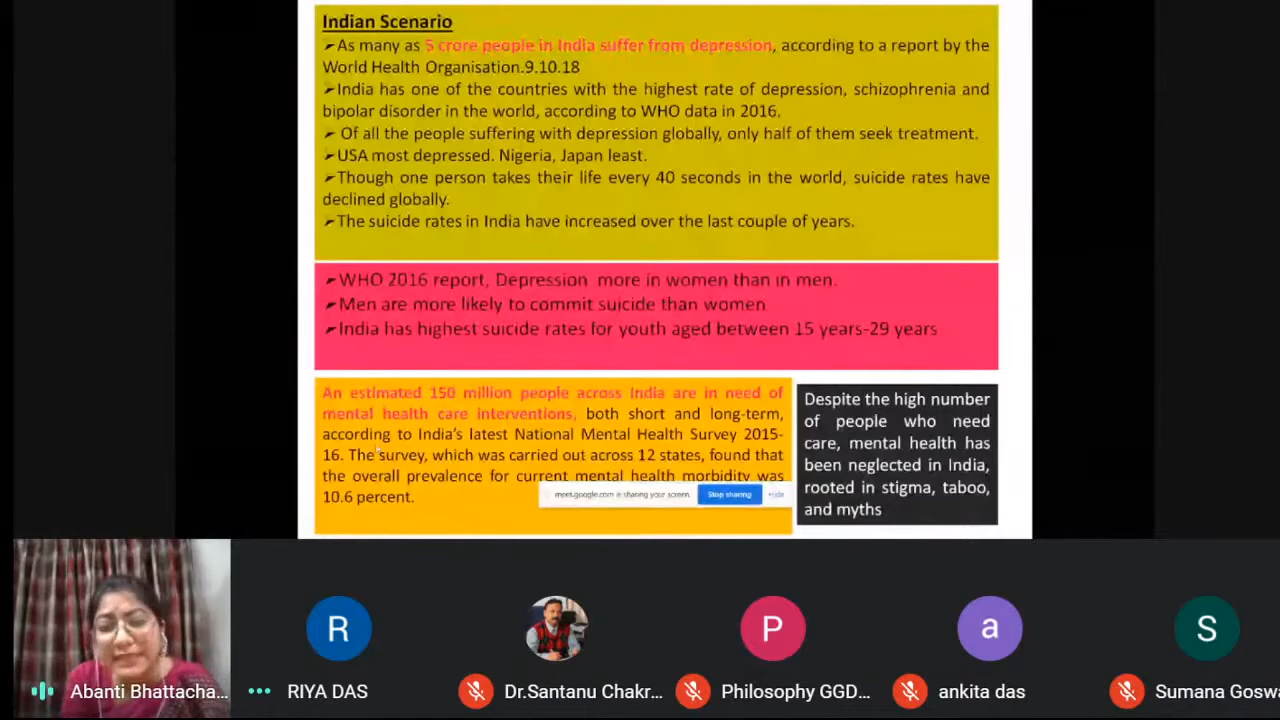 Indian Scenario
➢As many as 5 crore people in India suffer from depression, according to a report by the
World Health Organisation.9.10.18
➢India has one of the countries with the highest rate of depression, schizophrenia and
bipolar disorder in the world, according to WHO data in 2016.
➢ Of all the people suffering with depression globally, only half of them seek treatment.
➢USA most depressed. Nigeria, Japan least.
➢Though one person takes their life every 40 seconds in the world, suicide rates have
declined globally.
➢The suicide rates in India have increased over the last couple of years.
➢WHO 2016 report, Depression more in women than in men.
➢Men are more likely to commit suicide than women
➢India has highest suicide rates for youth aged between 15 years-29 years
An estimated 150 million people across India are in need of
mental health care interventions, both short and long-term,
according to India's latest National Mental Health Survey 2015-
16. The survey, which was carried out across 12 states, found that
the overall prevalence for current mental health morbidity was
10.6 percent.
Despite the high number
of people who need
care, mental health has
been neglected in India,
rooted in stigma, taboo,
and myths
meet.google.com is sharing your screen. Stop sharing Hide
R
P
a
S
Abanti Bhattacha...
RIYA DAS
Dr.Santanu Chakr...
Philosophy GGD...
ankita das
Sumana Gosw